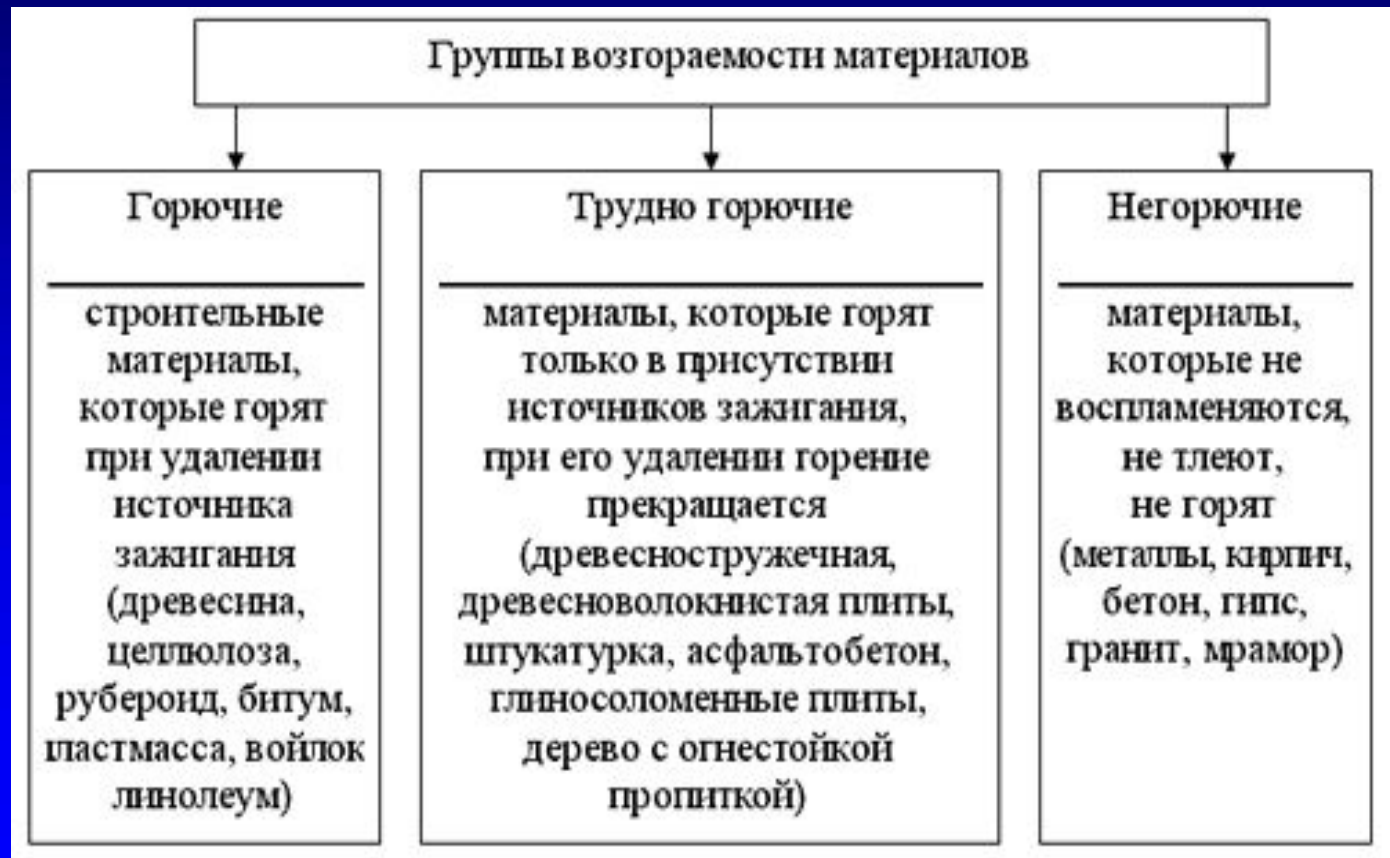 Группы возгораемости материалов
Горючие
строительные
материалы,
которые горят
при удалении
источника
зажигания
(древесина,
целлюлоза,
рубероид, битум,
пластмасса, войлок
линолеум)
Трудно горючие
материалы, которые горят
только в присутствии
источников зажигания,
при его удалении горение
прекращается
(древесностружечная,
древесноволокнистая плиты,
штукатурка, асфальтобетон,
глиносоломенные плиты,
дерево с огнестойкой
пропиткой)
Негорючие
материалы,
которые не
воспламеняются,
не тлеют,
не горят
(металлы, кирпич,
бетон, гипс,
гранит, мрамор)